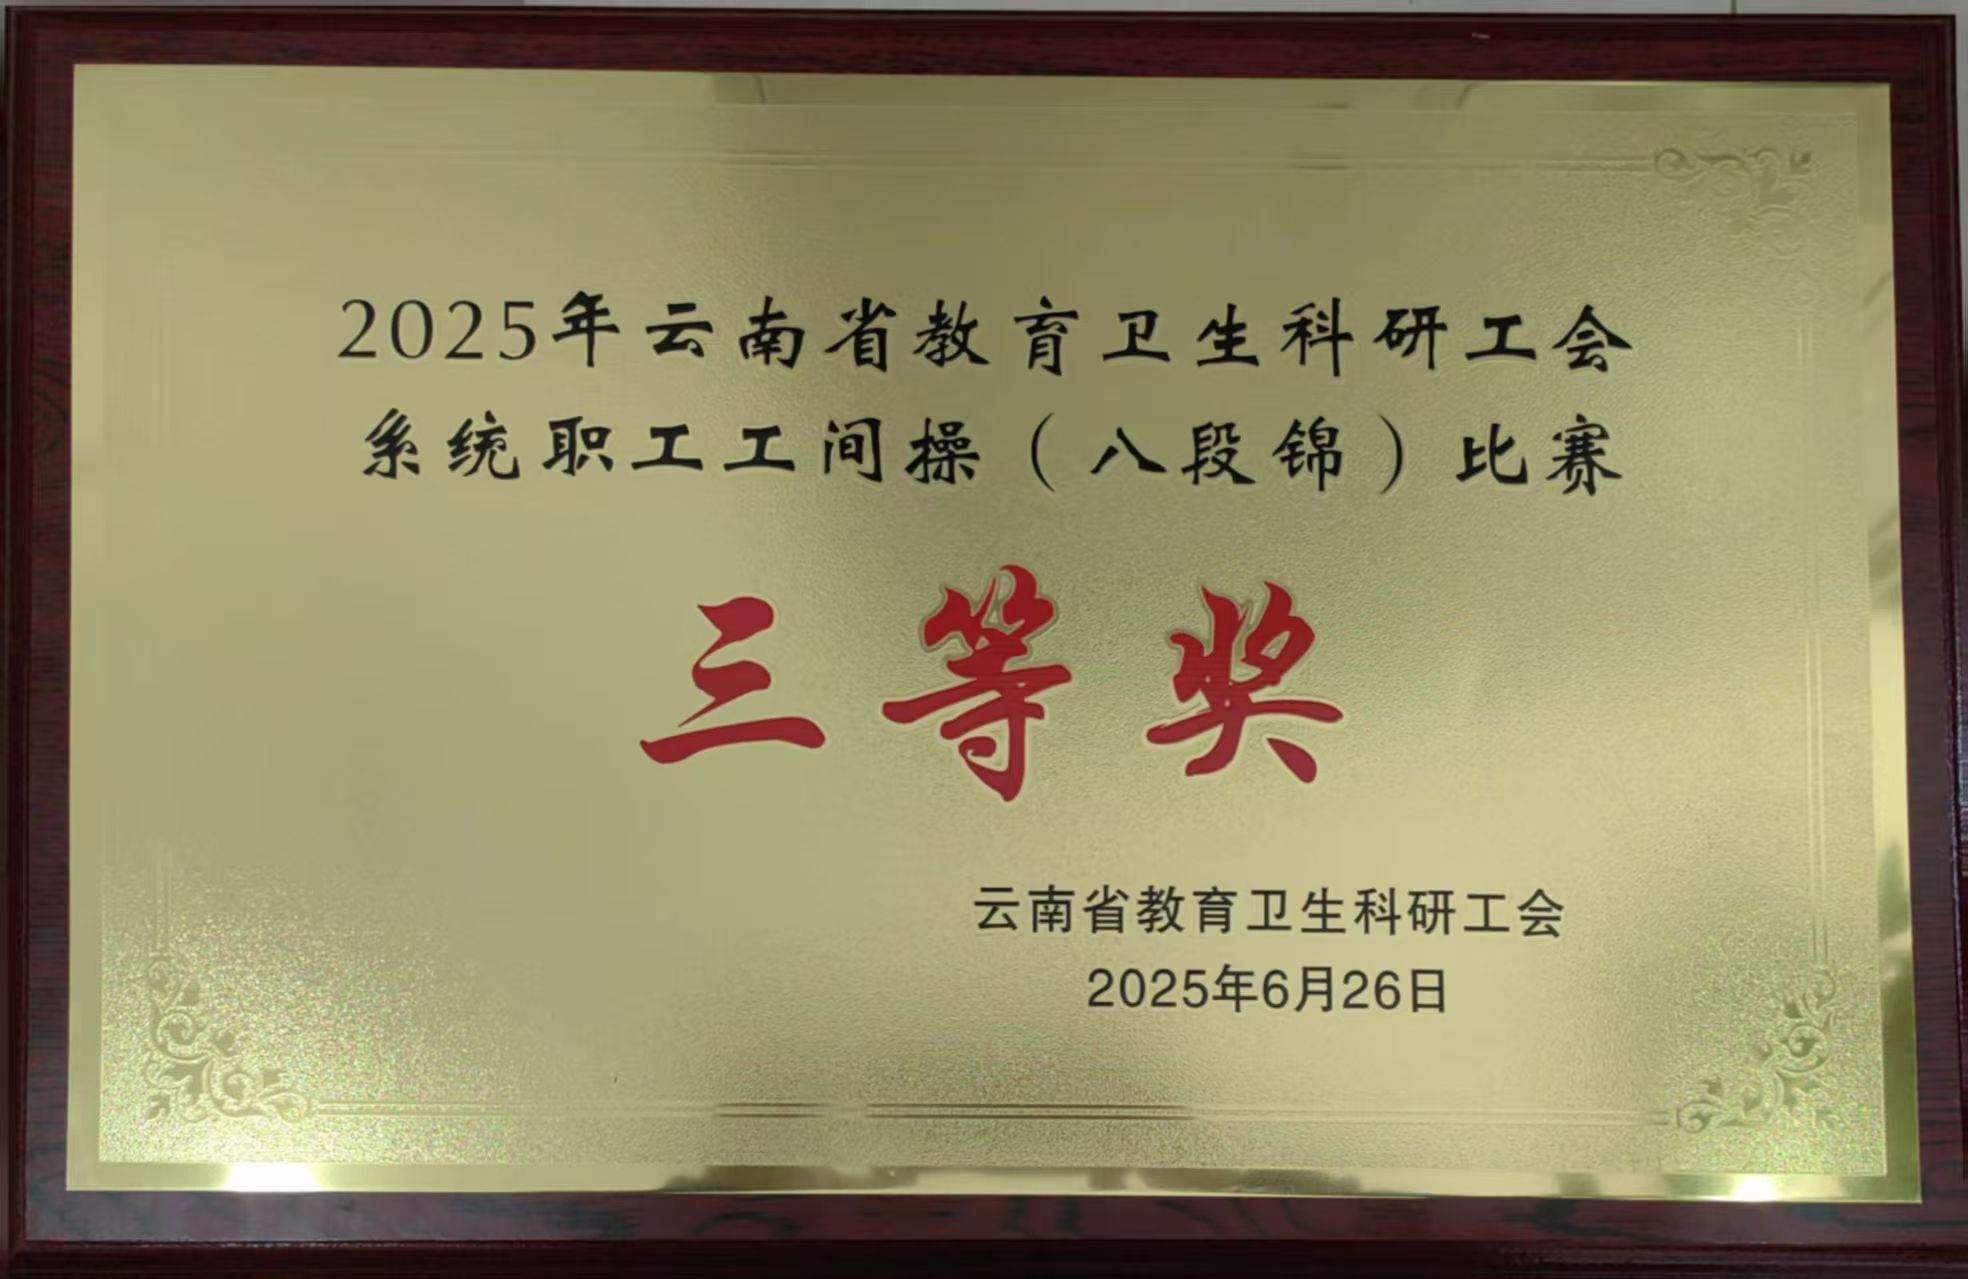 2025年云南省教育卫生科研工会
系统职工工间操（八段锦）比赛
三等奖
云南省教育卫生科研工会
2025年6月26日